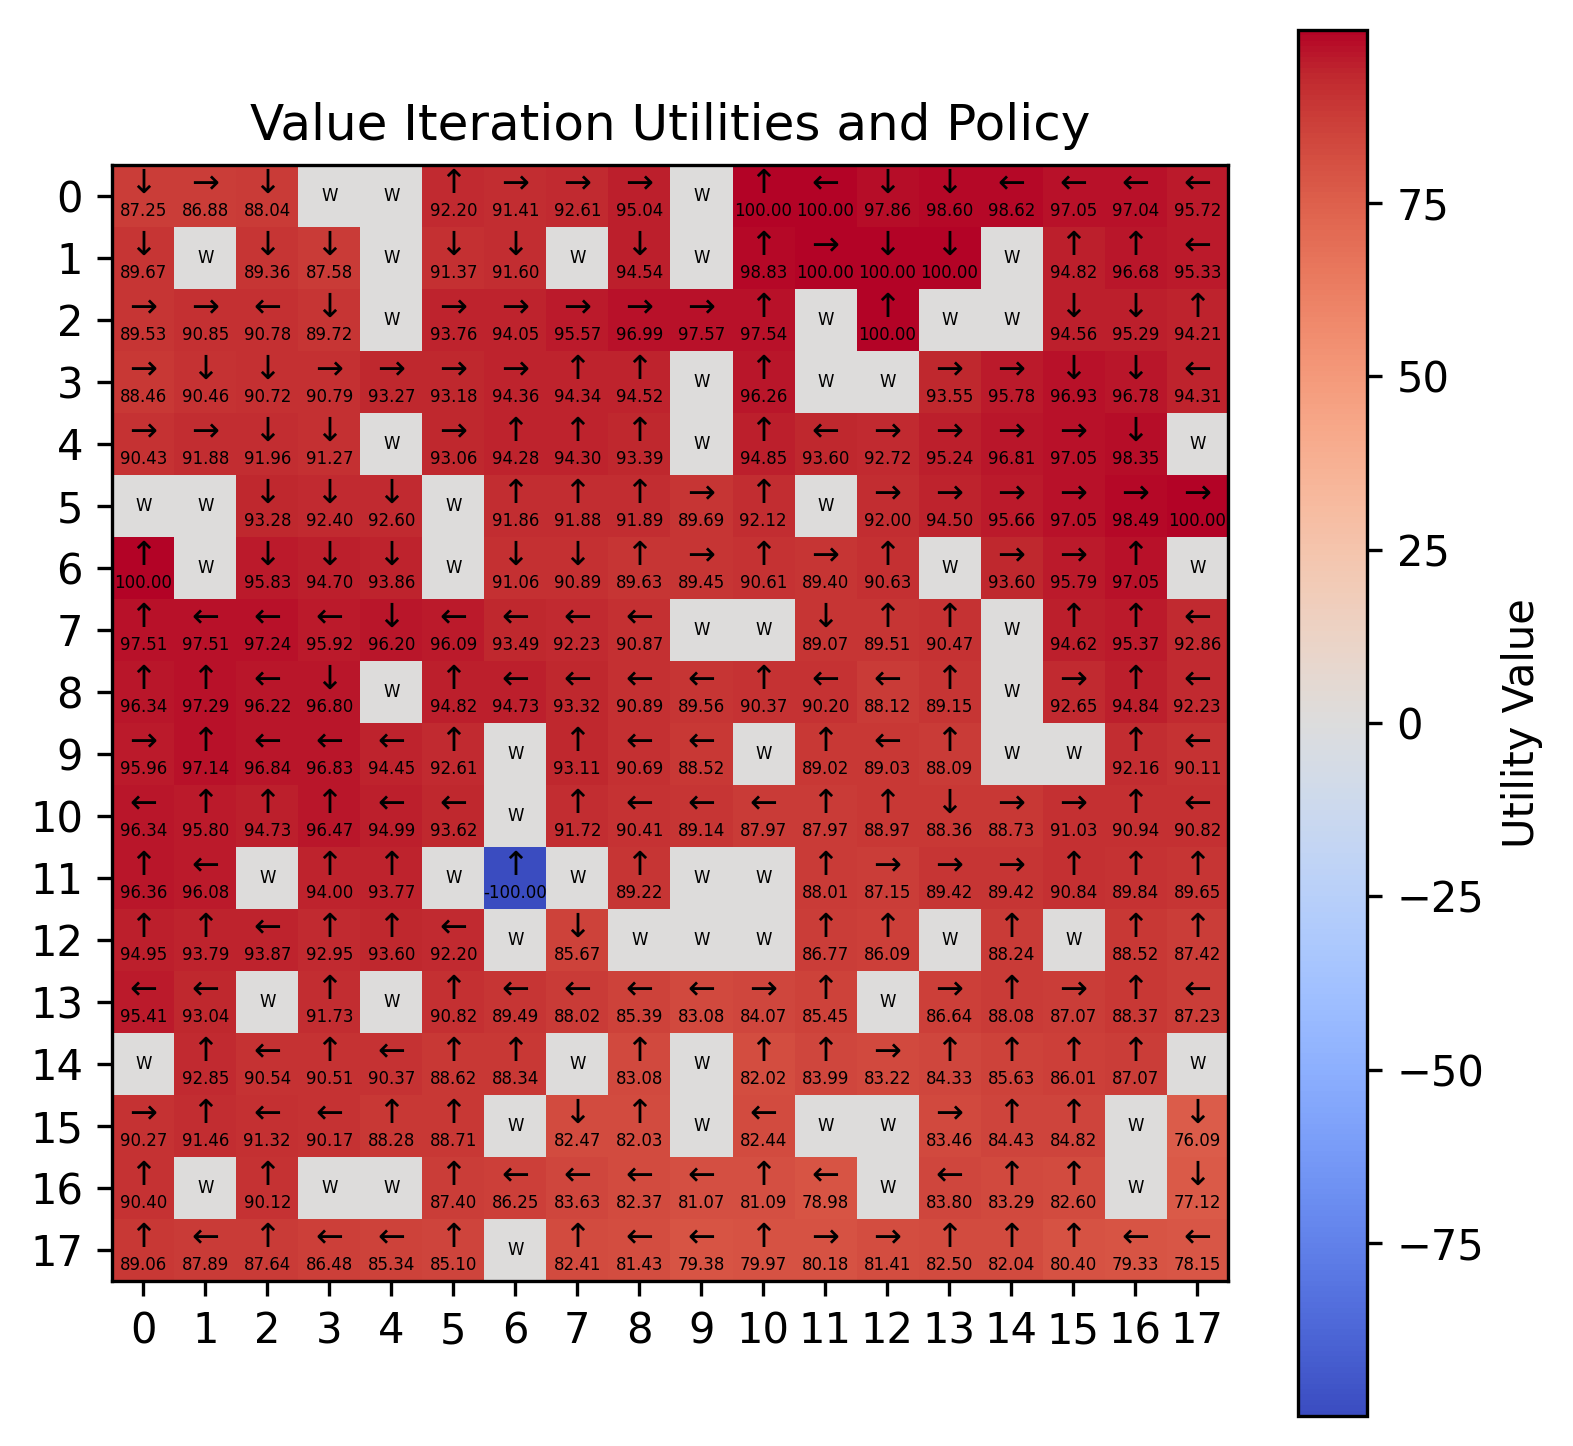 Value Iteration Utilities and Policy
0 ↓ → ↓ W W ↑ → → → W ↑ ← ↓ ↓ ← ← ← ←
87.25 86.88 88.04 92.20 91.41 92.61 95.04 100.00 100.00 97.86 98.60 98.62 97.05 97.04 95.72
1 ↓ W ↓ ↓ W ↓ ↓ W ↓ W ↑ → ↓ ↓ W ↑ ↑ ←
89.67 89.36 87.58 91.37 91.60 94.54 98.83 100.00 100.00 100.00 94.82 96.68 95.33
2 → → ← ↓ W → → → → → ↑ W ↑ W W ↓ ↓ ↑
89.53 90.85 90.78 89.72 93.76 94.05 95.57 96.99 97.57 97.54 100.00 94.56 95.29 94.21
3 → ↓ ↓ → → → → ↑ ↑ W ↑ W W → → ↓ ↓ ←
88.46 90.46 90.72 90.79 93.27 93.18 94.36 94.34 94.52 96.26 93.55 95.78 96.93 96.78 94.31
4 → → ↓ ↓ W → ↑ ↑ ↑ W ↑ ← → → → → ↓ W
90.43 91.88 91.96 91.27 93.06 94.28 94.30 93.39 94.85 93.60 92.72 95.24 96.81 97.05 98.35
5 W W ↓ ↓ ↓ W ↑ ↑ ↑ → ↑ W → → → → → →
93.28 92.40 92.60 91.86 91.88 91.89 89.69 92.12 92.00 94.50 95.66 97.05 98.49 100.00
6 ↑ W ↓ ↓ ↓ W ↓ ↓ ↑ → ↑ → ↑ W → → ↑ W
100.00 95.83 94.70 93.86 91.06 90.89 89.63 89.45 90.61 89.40 90.63 93.60 95.79 97.05
7 ↑ ← ← ← ↓ ← ← ← ← W W ↓ ↑ ↑ W ↑ ↑ ←
97.51 97.51 97.24 95.92 96.20 96.09 93.49 92.23 90.87 89.07 89.51 90.47 94.62 95.37 92.86
8 ↑ ↑ ← ↓ W ↑ ← ← ← ← ↑ ← ← ↑ W → ↑ ←
96.34 97.29 96.22 96.80 94.82 94.73 93.32 90.89 89.56 90.37 90.20 88.12 89.15 92.65 94.84 92.23
9 → ↑ ← ← ← ↑ W ↑ ← ← W ↑ ← ↑ W W ↑ ←
95.96 97.14 96.84 96.83 94.45 92.61 93.11 90.69 88.52 89.02 89.03 88.09 92.16 90.11
10 ← ↑ ↑ ↑ ← ← W ↑ ← ← ← ↑ ↑ ↓ → → ↑ ←
96.34 95.80 94.73 96.47 94.99 93.62 91.72 90.41 89.14 87.97 87.97 88.97 88.36 88.73 91.03 90.94 90.82
11 ↑ ← W ↑ ↑ W ↑ W ↑ W W ↑ → → → ↑ ↑ ↑
96.36 96.08 94.00 93.77 -100.00 89.22 88.01 87.15 89.42 89.42 90.84 89.84 89.65
12 ↑ ↑ ← ↑ ↑ ← W ↓ W W W ↑ ↑ W ↑ W ↑ ↑
94.95 93.79 93.87 92.95 93.60 92.20 85.67 86.77 86.09 88.24 88.52 87.42
13 ← ← W ↑ W ↑ ← ← ← ← → ↑ W → ↑ → ↑ ←
95.41 93.04 91.73 90.82 89.49 88.02 85.39 83.08 84.07 85.45 86.64 88.08 87.07 88.37 87.23
14 W ↑ ← ↑ ← ↑ ↑ W ↑ W ↑ ↑ → ↑ ↑ ↑ ↑ W
92.85 90.54 90.51 90.37 88.62 88.34 83.08 82.02 83.99 83.22 84.33 85.63 86.01 87.07
15 → ↑ ← ← ↑ ↑ W ↓ ↑ W ← W W → ↑ ↑ W ↓
90.27 91.46 91.32 90.17 88.28 88.71 82.47 82.03 82.44 83.46 84.43 84.82 76.09
16 ↑ W ↑ W W ↑ ← ← ← ← ↑ ← W ← ↑ ↑ W ↓
90.40 90.12 87.40 86.25 83.63 82.37 81.07 81.09 78.98 83.80 83.29 82.60 77.12
17 ↑ ← ↑ ← ← ↑ W ↑ ← ← ↑ → → ↑ ↑ ↑ ← ←
89.06 87.89 87.64 86.48 85.34 85.10 82.41 81.43 79.38 79.97 80.18 81.41 82.50 82.04 80.40 79.33 78.15
0 1 2 3 4 5 6 7 8 9 10 11 12 13 14 15 16 17
75
50
25
0
−25
−50
−75
Utility Value